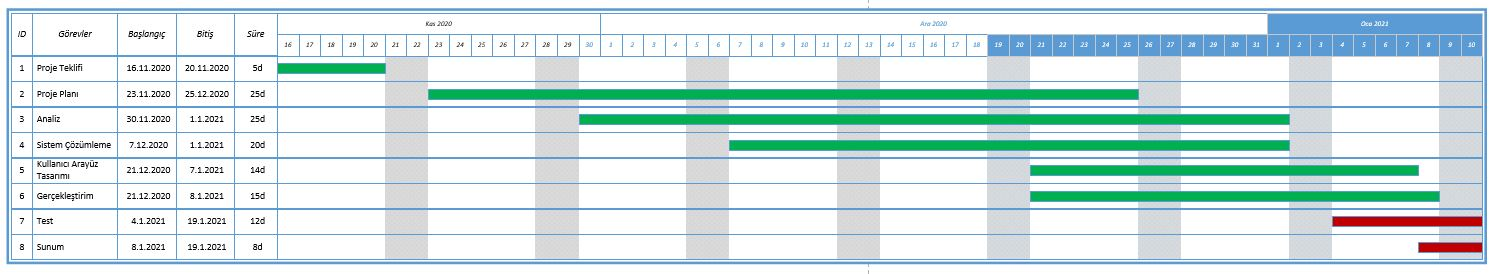 ID Görevler Başlangıç Bitiş Süre Kas 2020 Ara 2020 Oca 2021
16 17 18 19 20 21 22 23 24 25 26 27 28 29 30 1 2 3 4 5 6 7 8 9 10 11 12 13 14 15 16 17 18 19 20 21 22 23 24 25 26 27 28 29 30 31 1 2 3 4 5 6 7 8 9 10
1 Proje Teklifi 16.11.2020 20.11.2020 5d
2 Proje Planı 23.11.2020 25.12.2020 25d
3 Analiz 30.11.2020 1.1.2021 25d
4 Sistem Çözümleme 7.12.2020 1.1.2021 20d
5 Kullanıcı Arayüz
Tasarımı 21.12.2020 7.1.2021 14d
6 Gerçekleştirim 21.12.2020 8.1.2021 15d
7 Test 4.1.2021 19.1.2021 12d
8 Sunum 8.1.2021 19.1.2021 8d